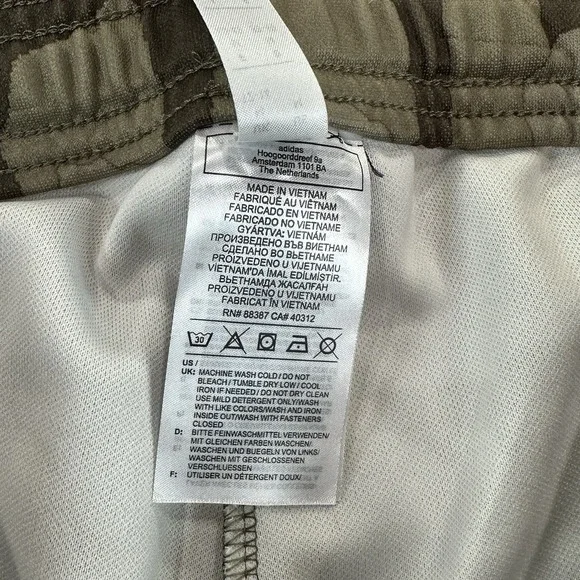 adidas
Hoogoorddreef 9a
Amsterdam 1101 BA
The Netherlands
MADE IN VIETNAM
FABRIQUÉ AU VIÊTNAM
FABRICADO EN VIETNAM
FABRICADO NO VIETNAME
GYÁRTVA: VIETNÁM
ПРОИЗВЕДЕНО ВЪВ ВИЕТНАМ
СДЕЛАНО ВО ВЬЕТНАМЕ
PROIZVEDENO U VIJETNAMU
VİETNAM'DA İMAL EDİLMİŞTİR.
ВЬЕТНАМДА ЖАСАЛҒАН
PROIZVEDENO U VIJETNAMU
FABRICAT ÎN VIETNAM
RN# 88387 CA# 40312
30
US /
UK: MACHINE WASH COLD / DO NOT
BLEACH / TUMBLE DRY LOW / COOL
IRON IF NEEDED / DO NOT DRY CLEAN
USE MILD DETERGENT ONLY/WASH
WITH LIKE COLORS/WASH AND IRON
INSIDE OUT/WASH WITH FASTENERS
CLOSED
D: BITTE FEINWASCHMITTEL VERWENDEN/
MIT GLEICHEN FARBEN WASCHEN/
WASCHEN UND BUEGELN VON LINKS/
WASCHEN MIT GESCHLOSSENEN
VERSCHLUESSEN
F: UTILISER UN DÉTERGENT DOUX/